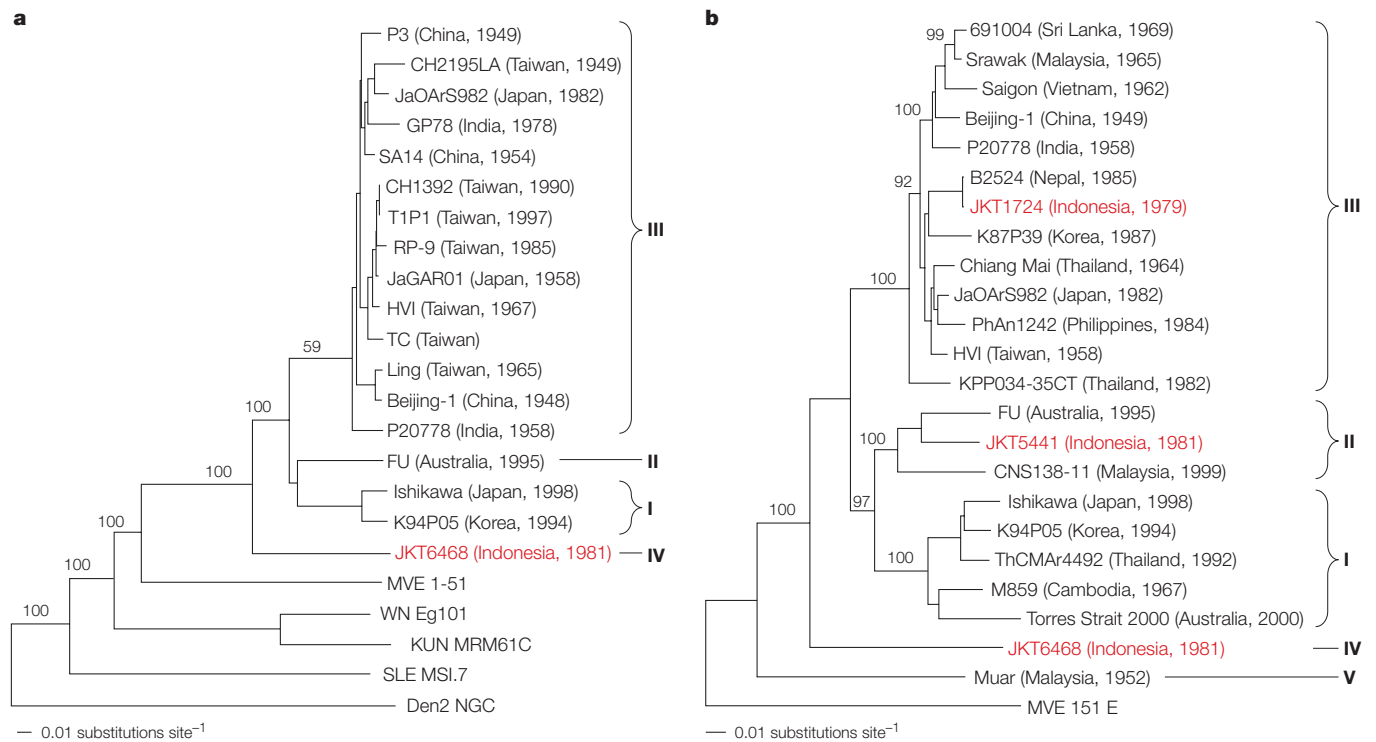 a
P3 (China, 1949)
CH2195LA (Taiwan, 1949)
JaOArS982 (Japan, 1982)
GP78 (India, 1978)
SA14 (China, 1954)
CH1392 (Taiwan, 1990)
T1P1 (Taiwan, 1997)
RP-9 (Taiwan, 1985)
III
JaGAR01 (Japan, 1958)
HVI (Taiwan, 1967)
TC (Taiwan)
59
Ling (Taiwan, 1965)
Beijing-1 (China, 1948)
100
P20778 (India, 1958)
FU (Australia, 1995)
II
100
Ishikawa (Japan, 1998)
I
K94P05 (Korea, 1994)
100
JKT6468 (Indonesia, 1981)
IV
100
MVE 1-51
WN Eg101
100
KUN MRM61C
SLE MSI.7
Den2 NGC
0.01 substitutions site–1
b
691004 (Sri Lanka, 1969)
99
Srawak (Malaysia, 1965)
Saigon (Vietnam, 1962)
100
Beijing-1 (China, 1949)
P20778 (India, 1958)
92
B2524 (Nepal, 1985)
JKT1724 (Indonesia, 1979)
III
K87P39 (Korea, 1987)
Chiang Mai (Thailand, 1964)
100
JaOArS982 (Japan, 1982)
PhAn1242 (Philippines, 1984)
HVI (Taiwan, 1958)
KPP034-35CT (Thailand, 1982)
FU (Australia, 1995)
100
JKT5441 (Indonesia, 1981)
II
CNS138-11 (Malaysia, 1999)
97
Ishikawa (Japan, 1998)
100
K94P05 (Korea, 1994)
100
ThCMAr4492 (Thailand, 1992)
I
M859 (Cambodia, 1967)
Torres Strait 2000 (Australia, 2000)
JKT6468 (Indonesia, 1981)
IV
Muar (Malaysia, 1952)
V
MVE 151 E
0.01 substitutions site–1